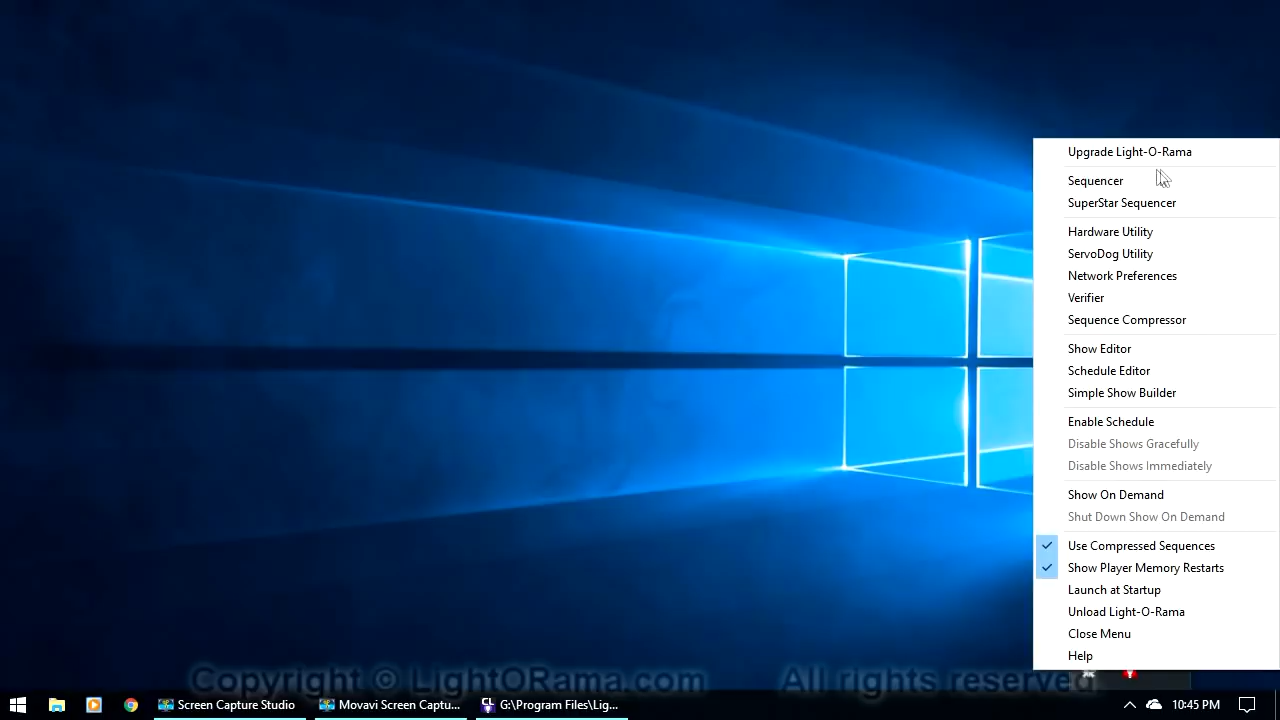 Upgrade Light-O-Rama
Sequencer
SuperStar Sequencer
Hardware Utility
ServoDog Utility
Network Preferences
Verifier
Sequence Compressor
Show Editor
Schedule Editor
Simple Show Builder
Enable Schedule
Disable Shows Gracefully
Disable Shows Immediately
Show On Demand
Shut Down Show On Demand
Use Compressed Sequences
Show Player Memory Restarts
Launch at Startup
Unload Light-O-Rama
Close Menu
Help
Copyright © LightORama.com All rights reserved
Screen Capture Studio
Movavi Screen Captu...
G:\Program Files\Lig...
10:45 PM